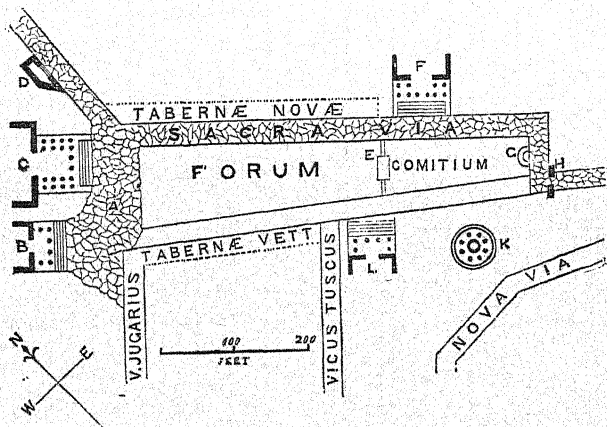 F
D
TABERNÆ NOVÆ
SACRA VIA
E
FORUM
COMITIUM
G
H
C
A
B
TABERNÆ VETT
L.
K
V. JUGARIUS
VICUS TUSCUS
NOVA VIA
100 200
FEET
N
E
W